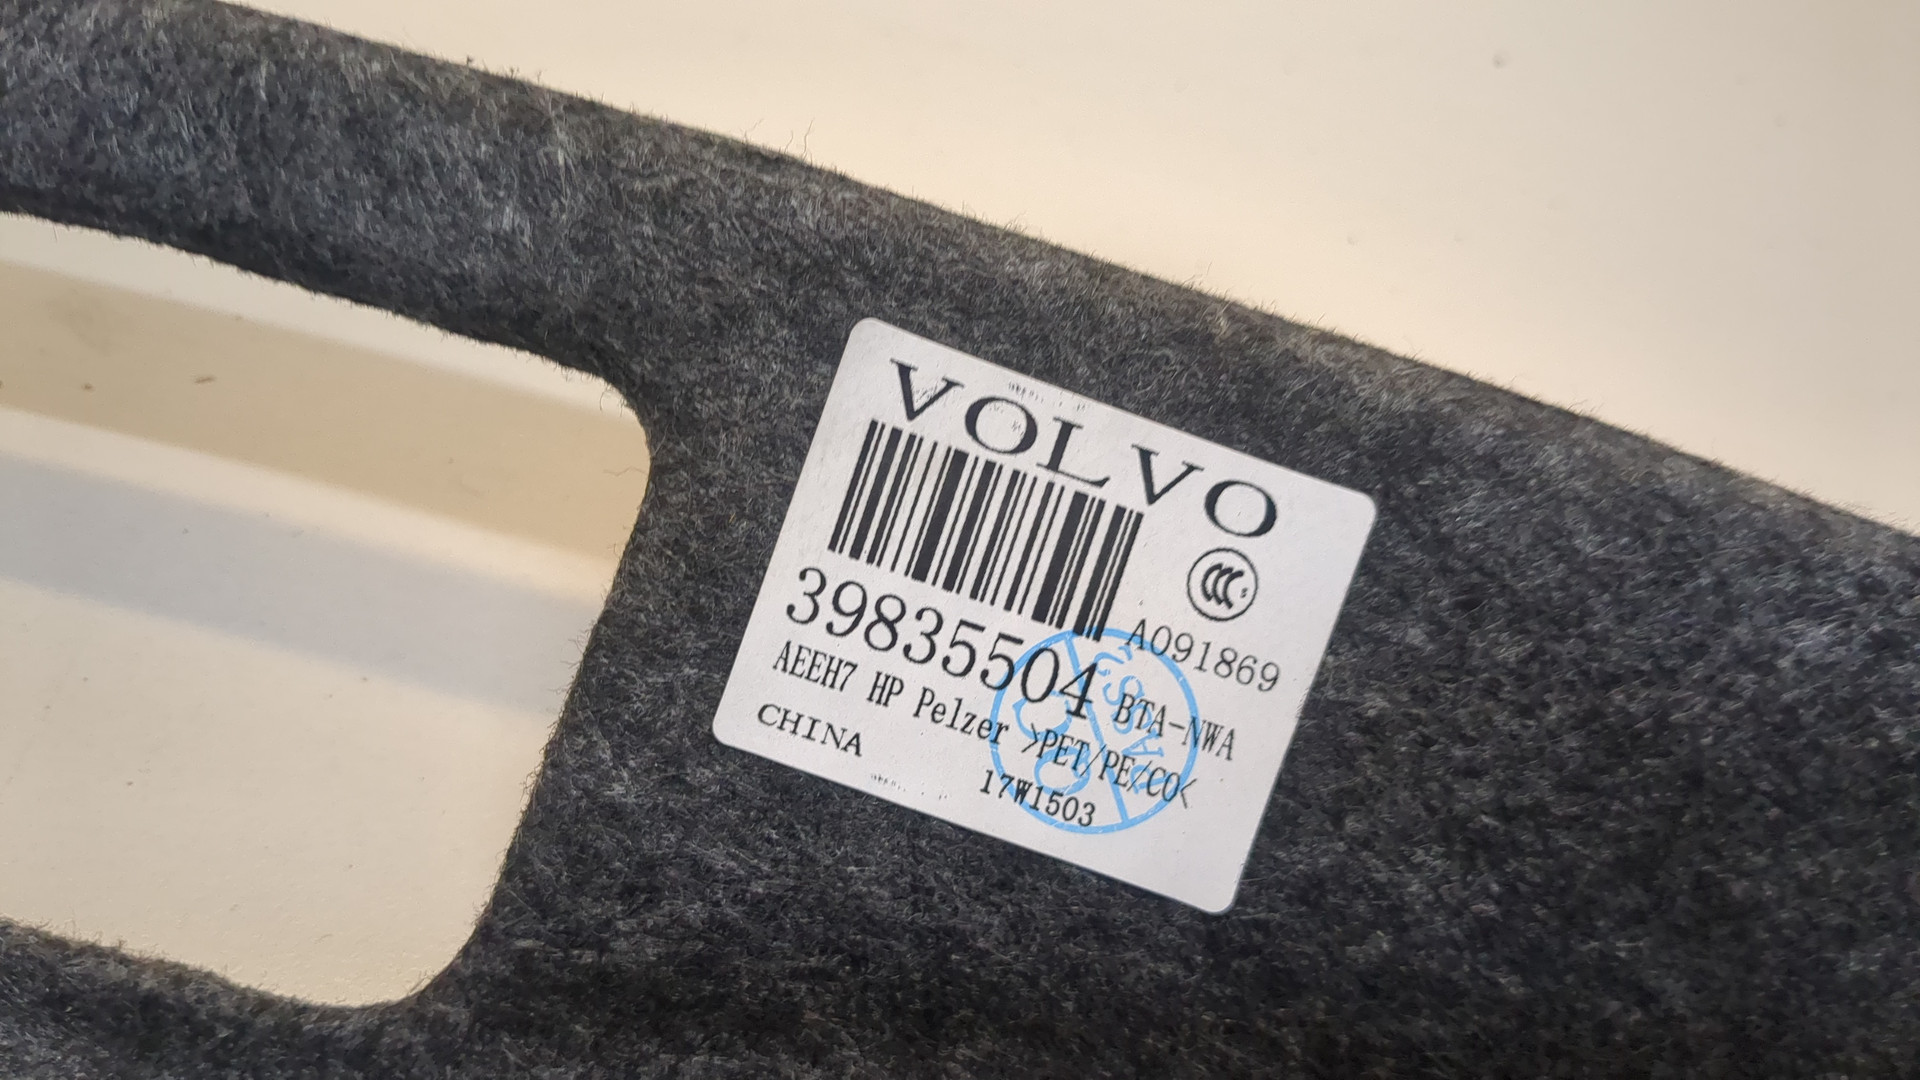 VOLVO
39835504
A091869
BTA-NWA
AEEH7 HP Pelzer >PET/PE/CO<
CHINA
17W1503